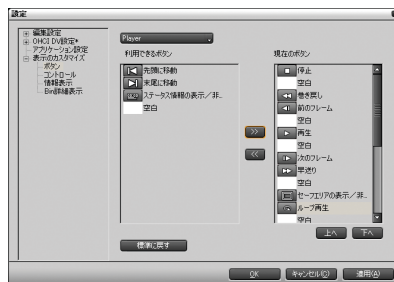 設定
編集設定
OHCI DV設定*
アプリケーション設定
表示のカスタマイズ
ボタン
コントロール
情報表示
Bin詳細表示
Player
利用できるボタン
先頭に移動
末尾に移動
ステータス情報の表示／非...
空白
>>
<<
標準に戻す
現在のボタン
停止
空白
巻き戻し
前のフレーム
空白
再生
空白
次のフレーム
早送り
空白
セーフエリアの表示／非...
ループ再生
空白
上へ
下へ
OK
キャンセル(C)
適用(A)